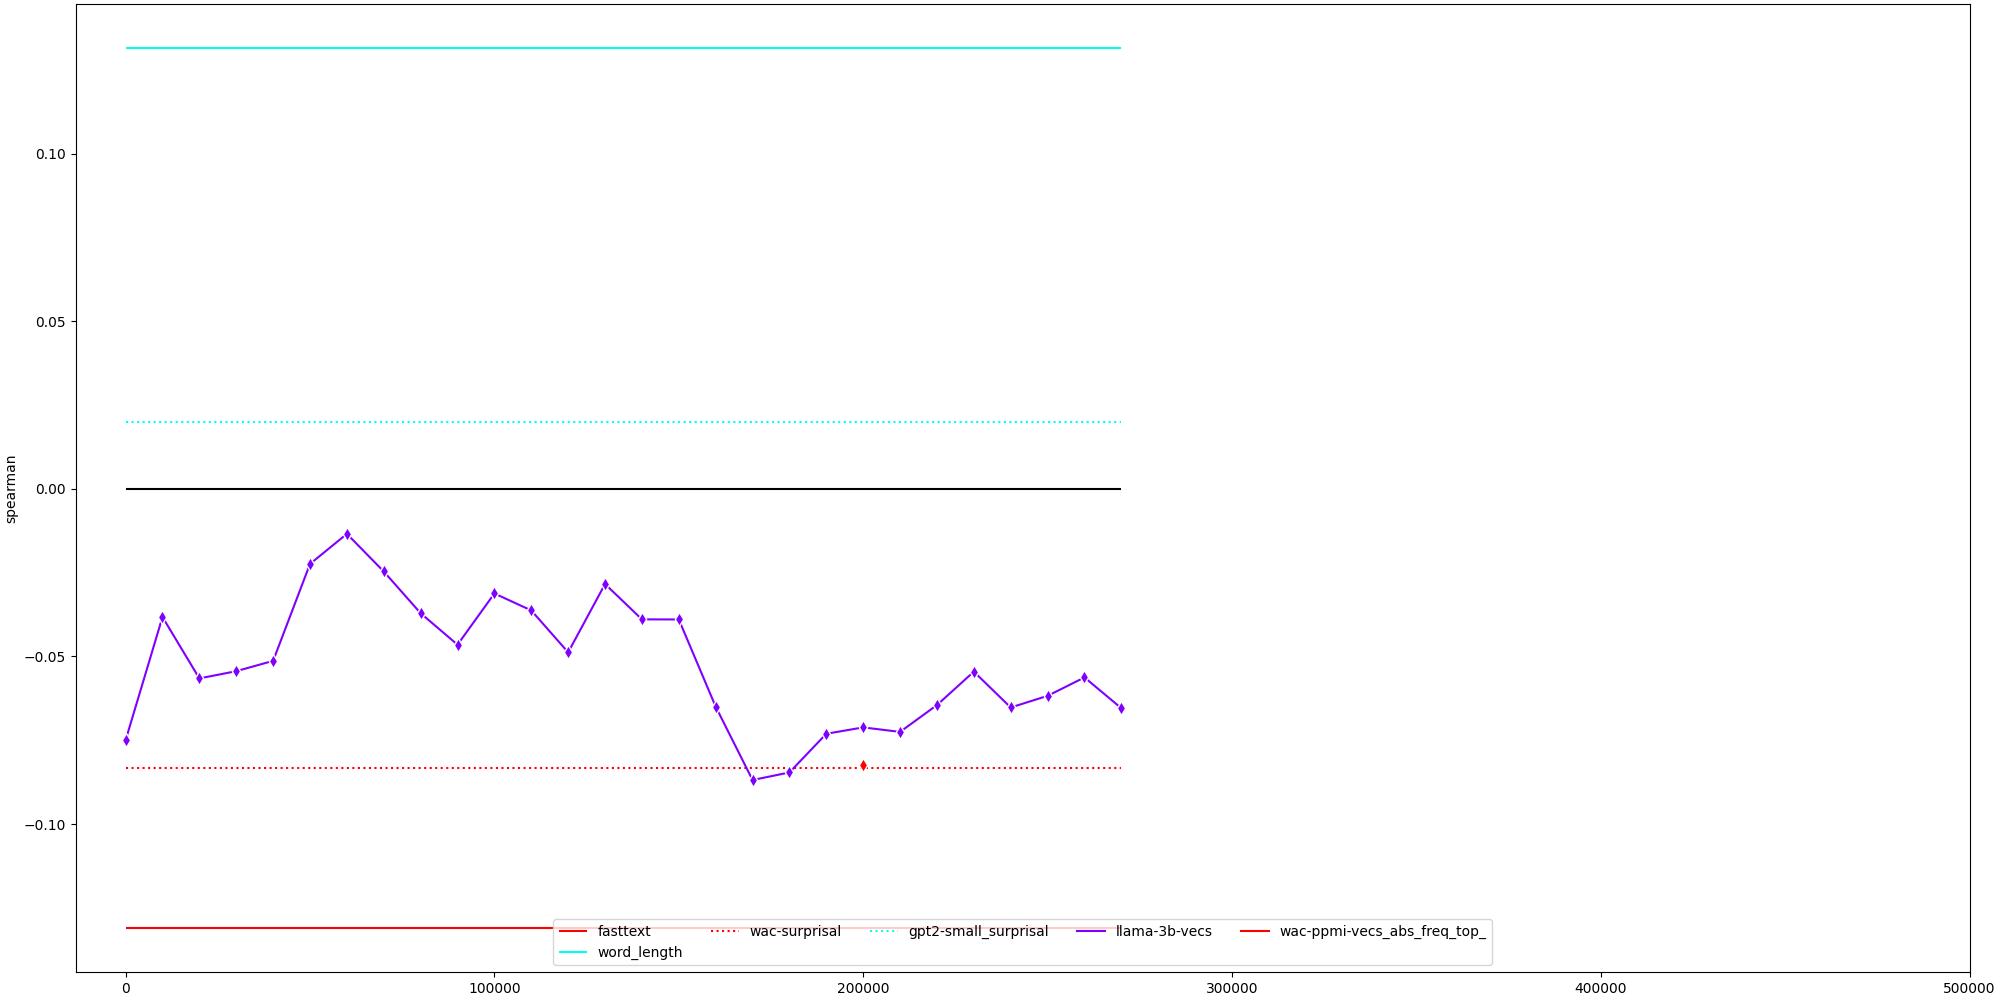 0.10
0.05
0.00
−0.05
−0.10
spearman
fasttext wac-surprisal gpt2-small_surprisal llama-3b-vecs wac-ppmi-vecs_abs_freq_top_
word_length
0 100000 200000 300000 400000 500000